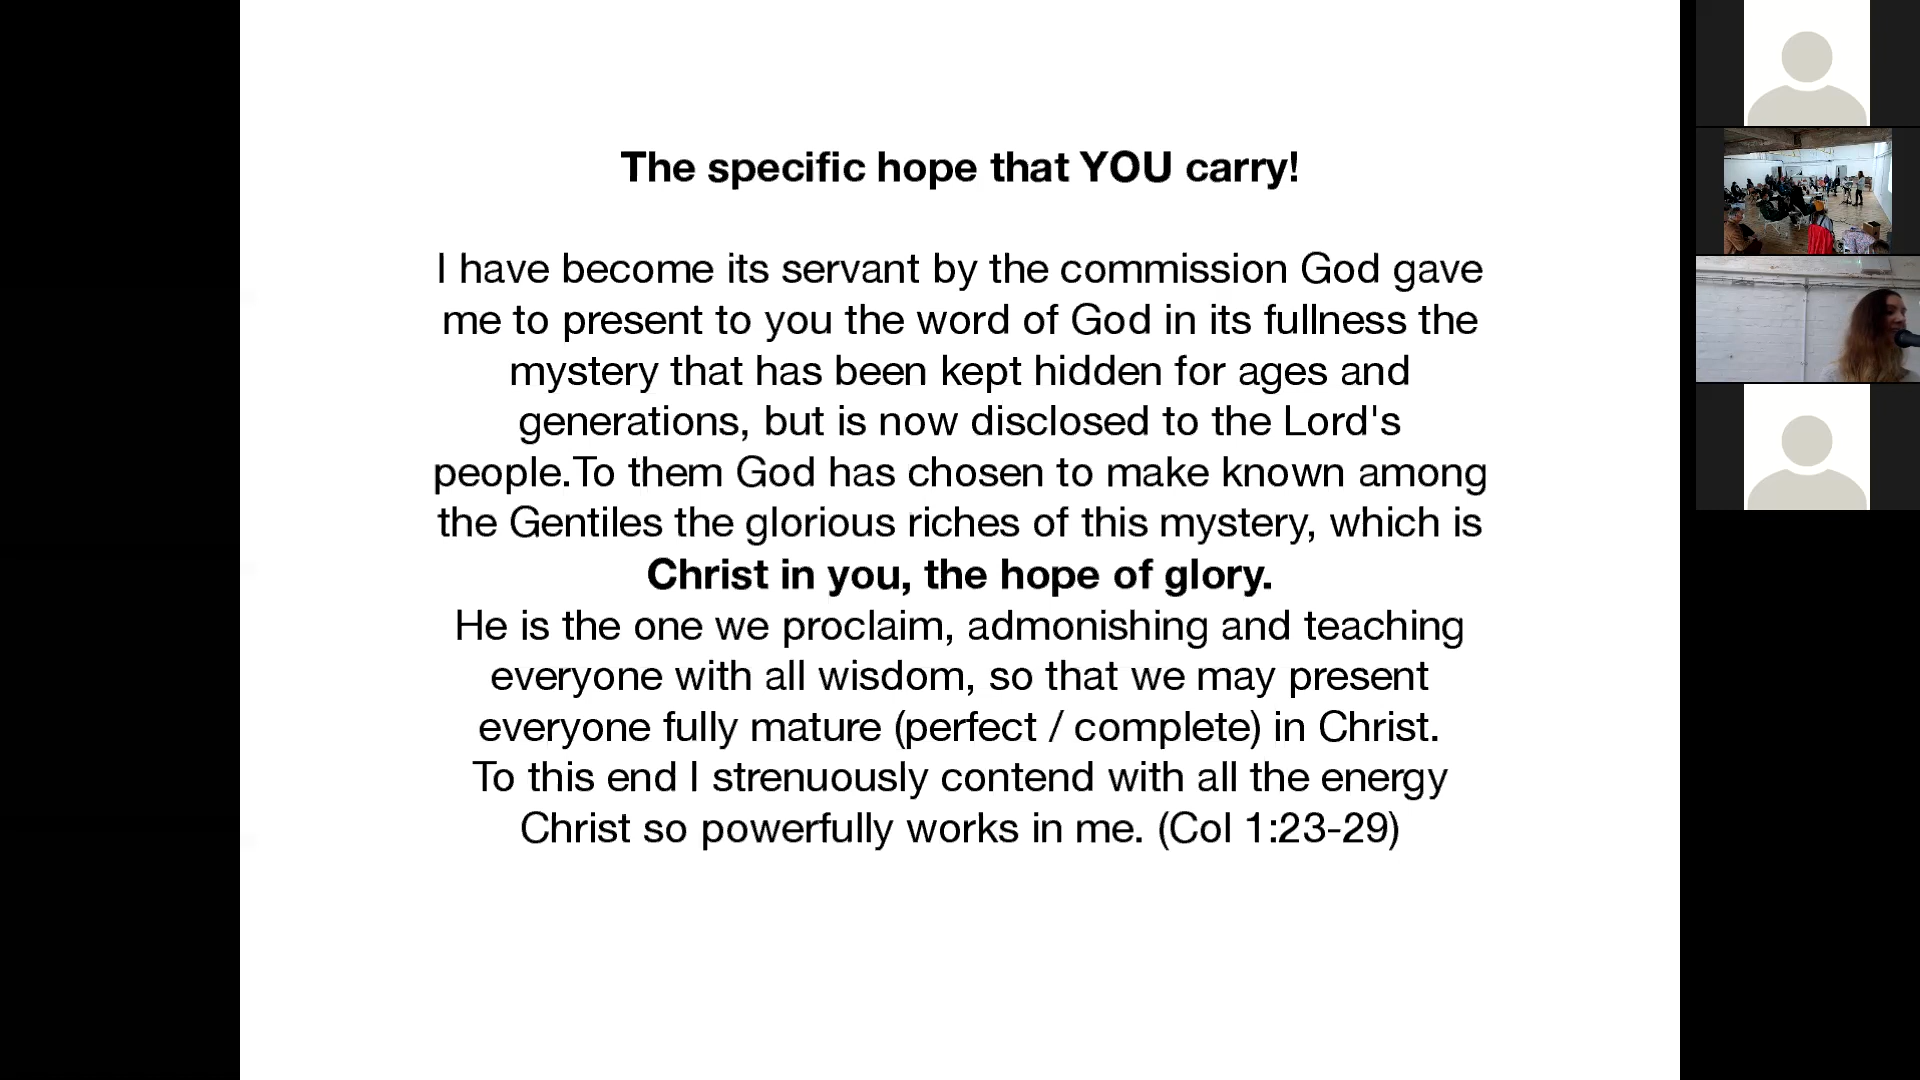 The specific hope that YOU carry!
I have become its servant by the commission God gave
me to present to you the word of God in its fullness the
mystery that has been kept hidden for ages and
generations, but is now disclosed to the Lord's
people.To them God has chosen to make known among
the Gentiles the glorious riches of this mystery, which is
Christ in you, the hope of glory.
He is the one we proclaim, admonishing and teaching
everyone with all wisdom, so that we may present
everyone fully mature (perfect / complete) in Christ.
To this end I strenuously contend with all the energy
Christ so powerfully works in me. (Col 1:23-29)